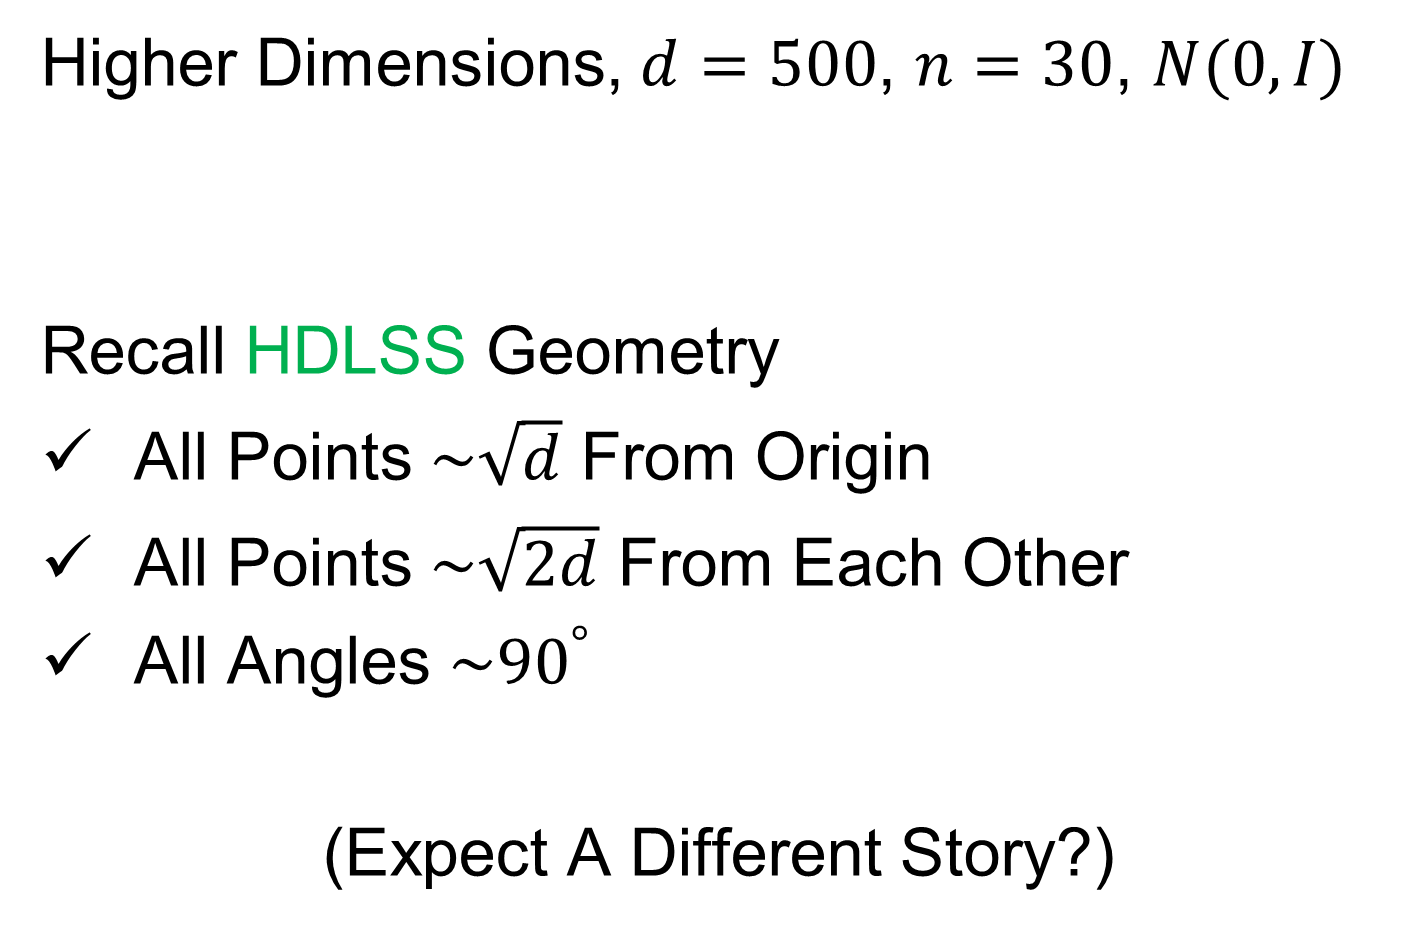 Higher Dimensions, d = 500, n = 30, N(0, I)
Recall HDLSS Geometry
✓ All Points ~√d From Origin
✓ All Points ~√2d From Each Other
✓ All Angles ~90°
(Expect A Different Story?)